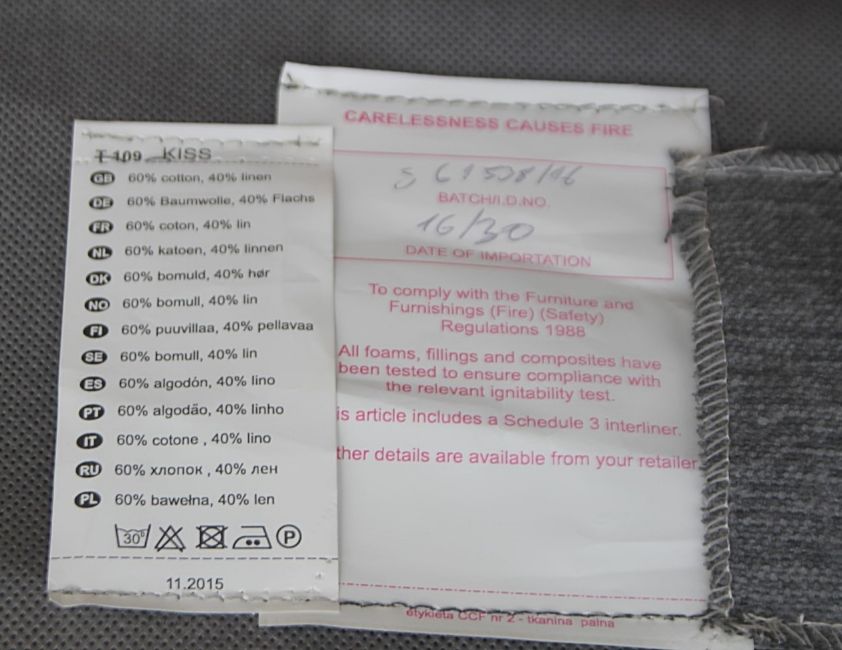 T 109 KISS
GB 60% cotton, 40% linen
DE 60% Baumwolle, 40% Flachs
FR 60% coton, 40% lin
NL 60% katoen, 40% linnen
DK 60% bomuld, 40% hør
NO 60% bomull, 40% lin
FI 60% puuvillaa, 40% pellavaa
SE 60% bomull, 40% lin
ES 60% algodón, 40% lino
PT 60% algodão, 40% linho
IT 60% cotone , 40% lino
RU 60% хлопок , 40% лен
PL 60% bawełna, 40% len
30° P
11.2015
CARELESSNESS CAUSES FIRE
BATCH/I.D.NO.
16/30
DATE OF IMPORTATION
To comply with the Furniture and
Furnishings (Fire) (Safety)
Regulations 1988
All foams, fillings and composites have
been tested to ensure compliance with
the relevant ignitability test.
is article includes a Schedule 3 interliner.
ther details are available from your retailer
etykieta CCF nr 2 - tkanina palna